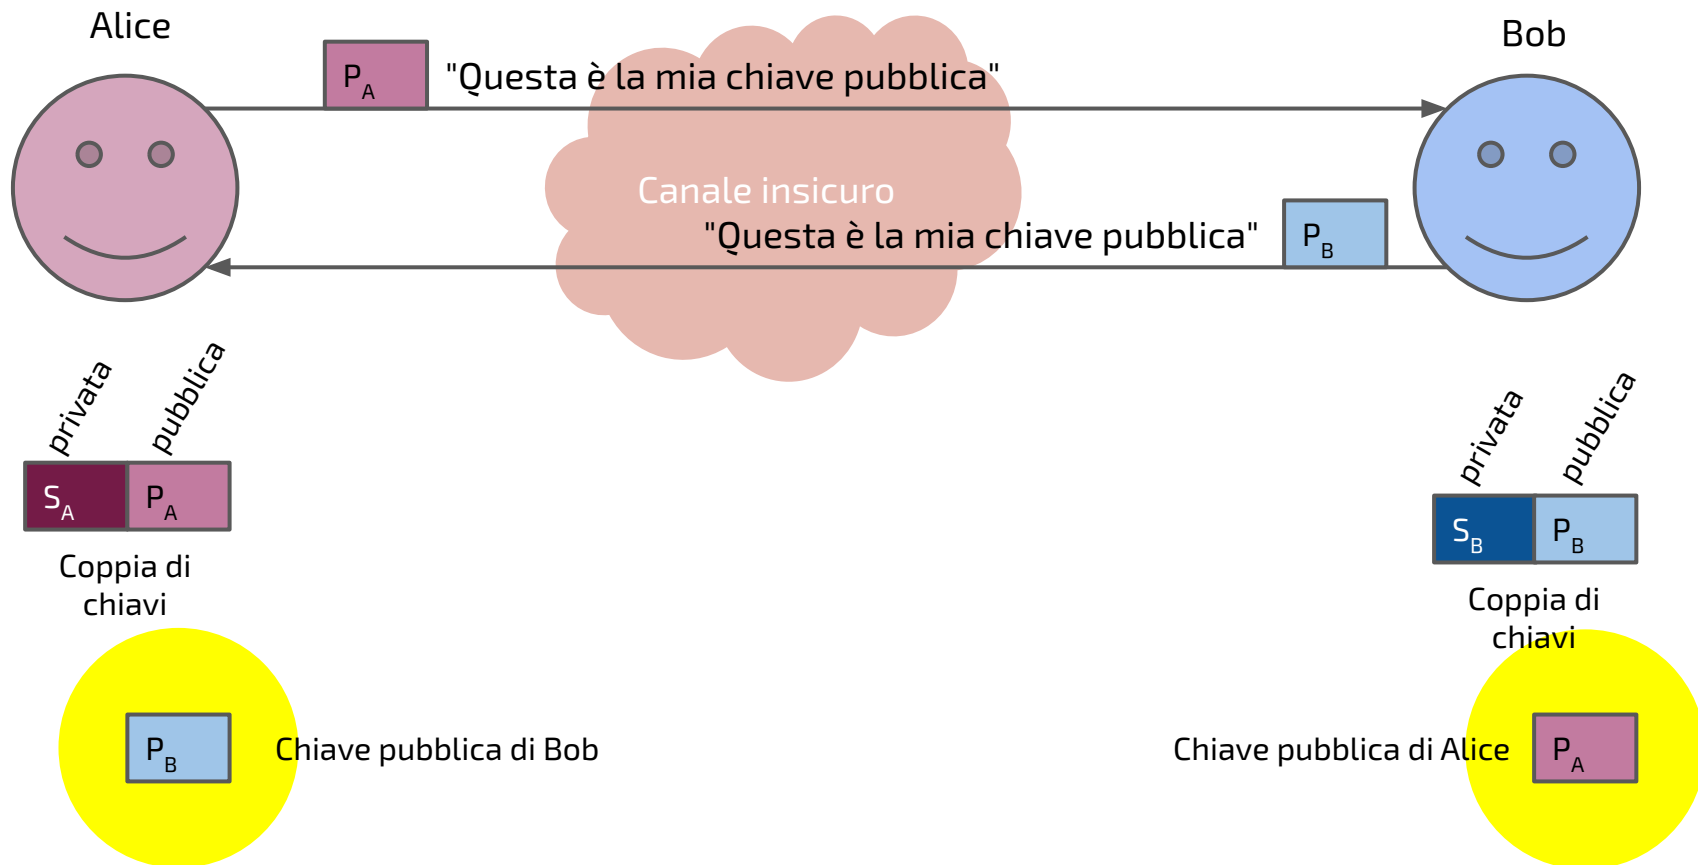 Alice
Bob
P_A "Questa è la mia chiave pubblica"
Canale insicuro
"Questa è la mia chiave pubblica" P_B
privata pubblica
S_A P_A
Coppia di
chiavi
privata pubblica
S_B P_B
Coppia di
chiavi
P_B Chiave pubblica di Bob
Chiave pubblica di Alice P_A